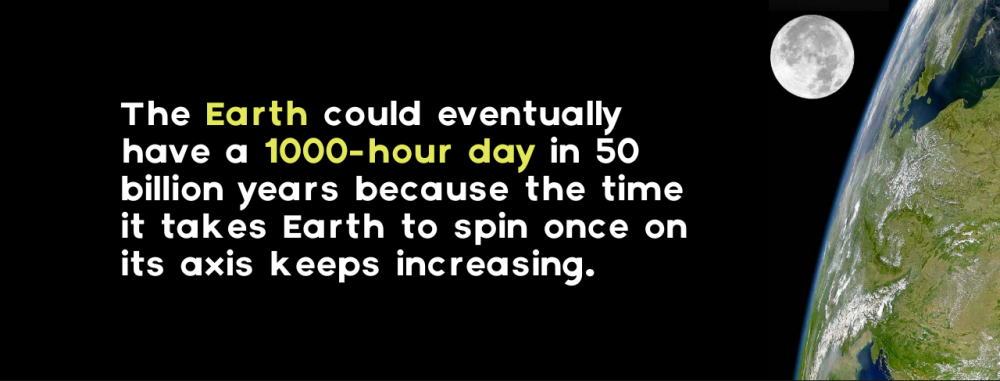 The Earth could eventually
have a 1000-hour day in 50
billion years because the time
it takes Earth to spin once on
its axis keeps increasing.